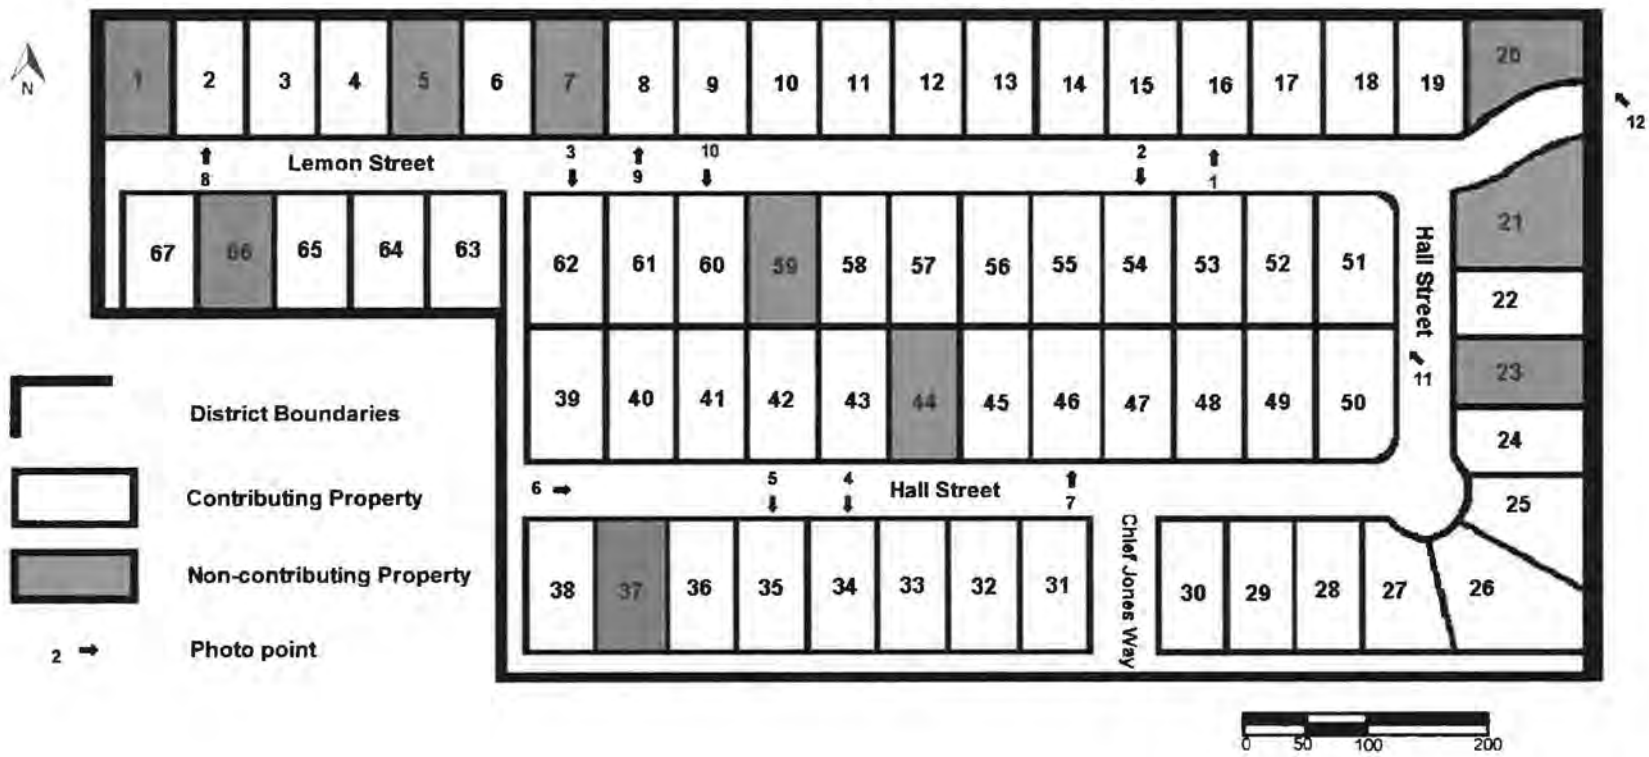 1 2 3 4 5 6 7 8 9 10 11 12 13 14 15 16 17 18 19 20
12
Lemon Street
8 3 9 10 2 1
67 66 65 64 63 62 61 60 59 58 57 56 55 54 53 52 51
Hall Street
21
22
23
11
24
25
39 40 41 42 43 44 45 46 47 48 49 50
6 5 4 Hall Street 7
38 37 36 35 34 33 32 31
Chief Jones Way
30 29 28 27 26
N
District Boundaries
Contributing Property
Non-contributing Property
2 Photo point
0 50 100 200